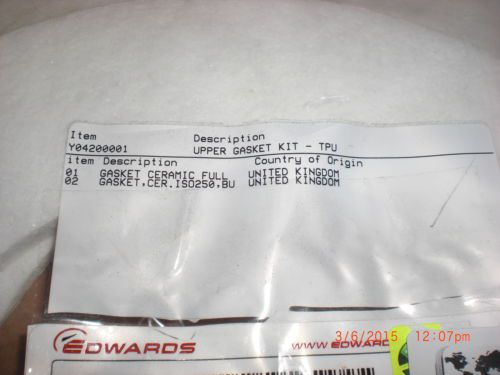 Item Description
Y04200001 UPPER GASKET KIT - TPU
item Description Country of Origin
01 GASKET CERAMIC FULL UNITED KINGDOM
02 GASKET,CER.ISO250,BU UNITED KINGDOM
EDWARDS
3/6/2015 12:07pm